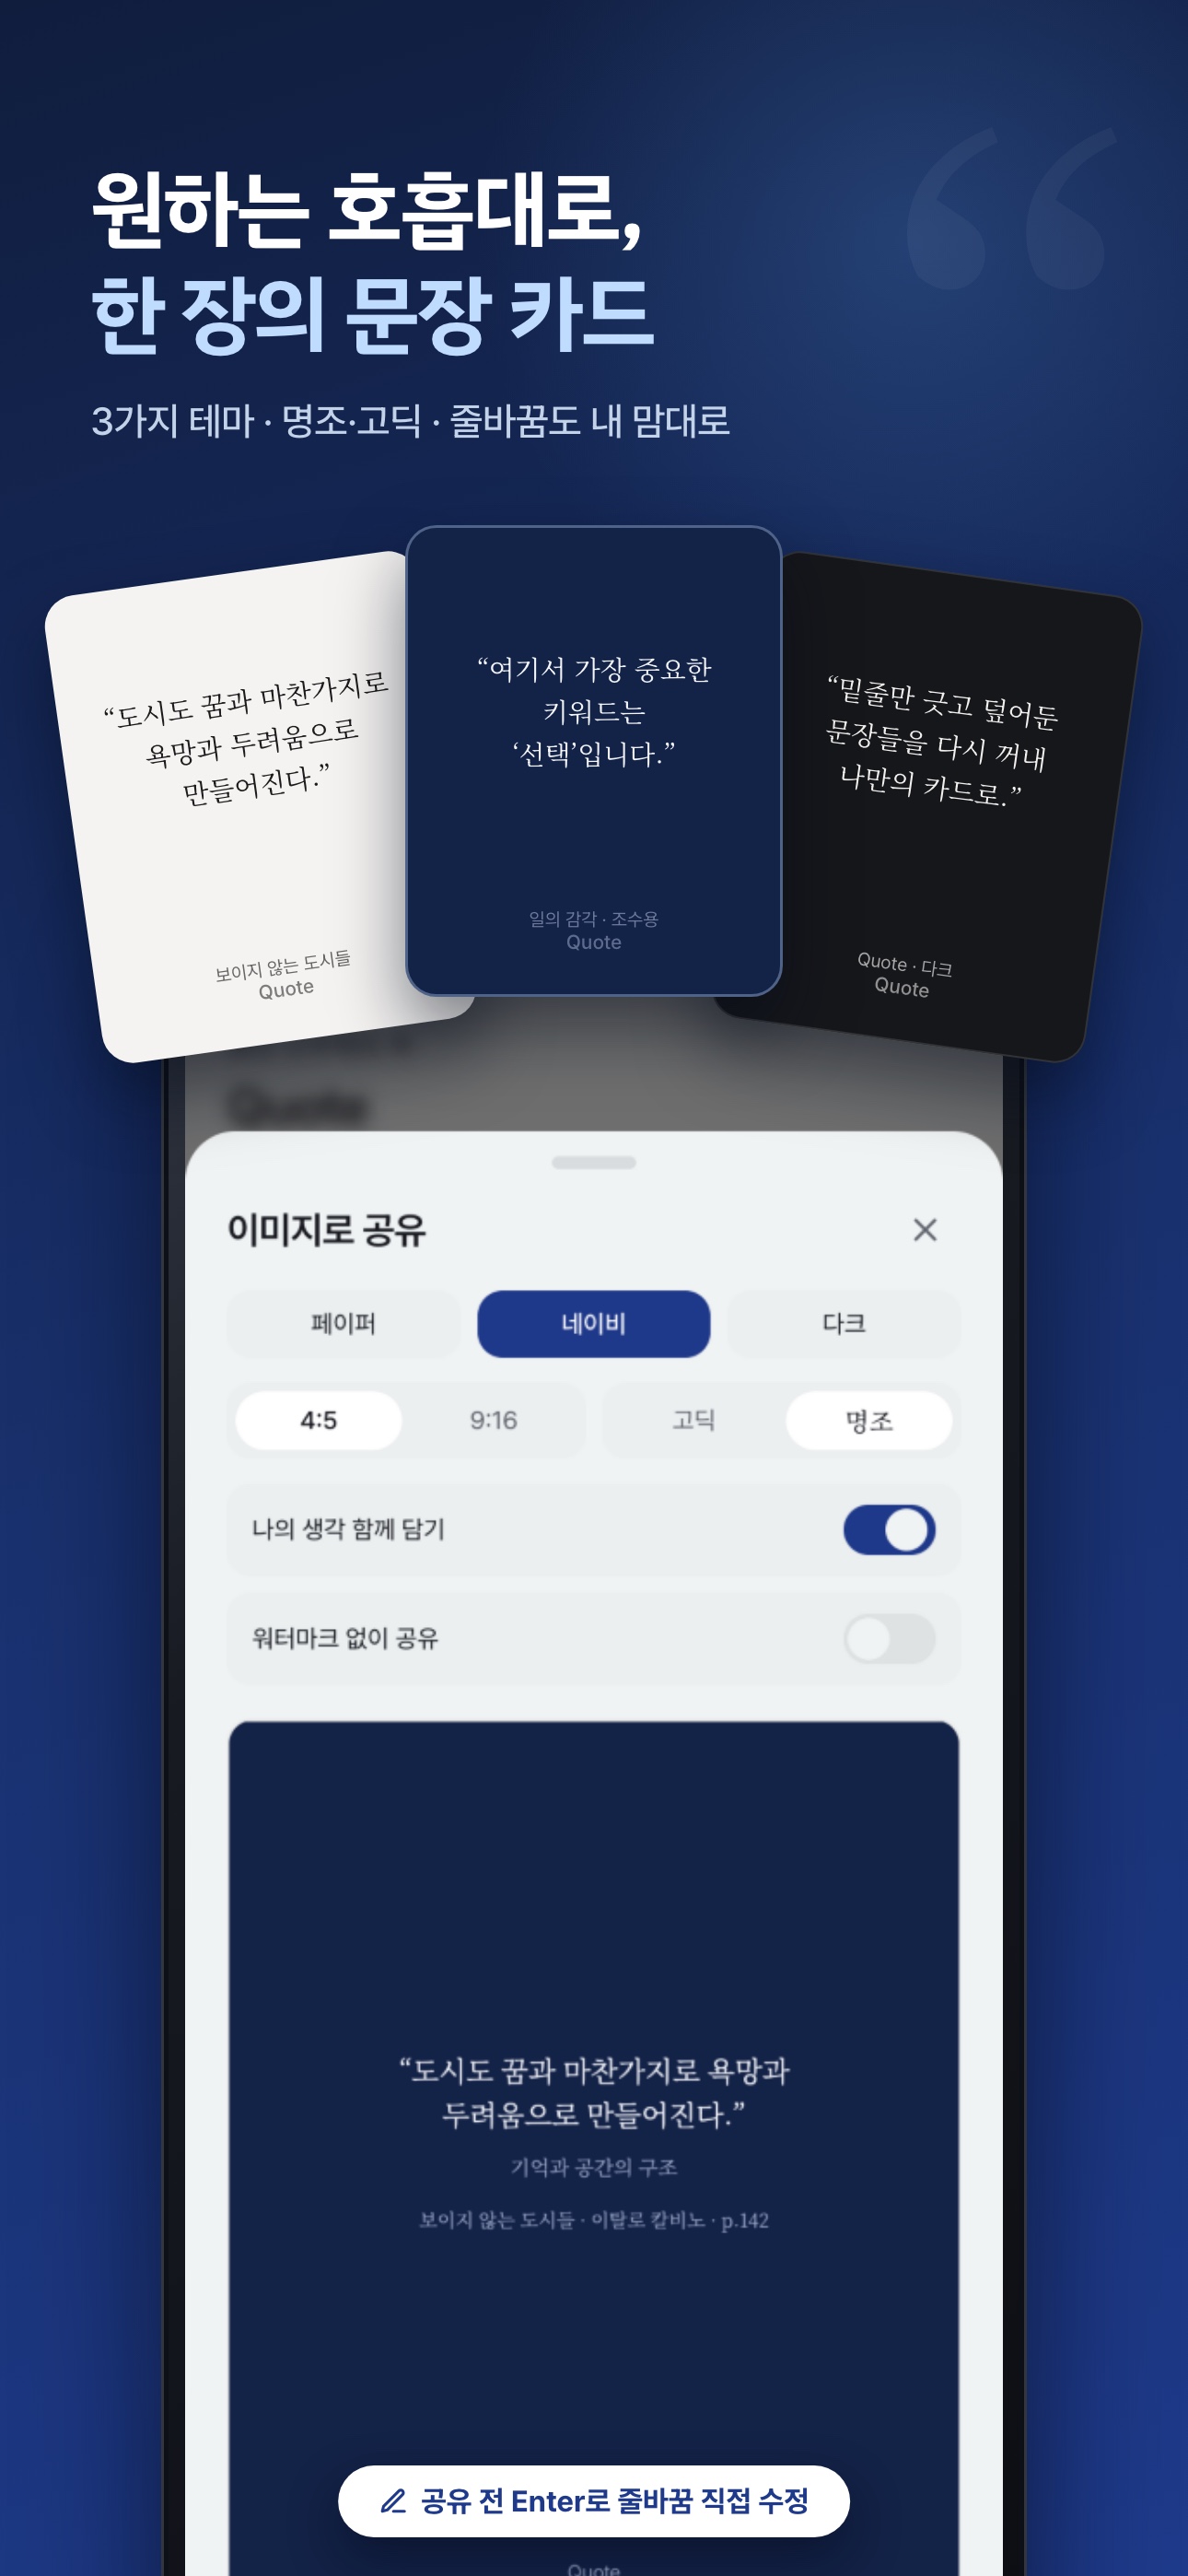 원하는 호흡대로,
한 장의 문장 카드
3가지 테마 · 명조·고딕 · 줄바꿈도 내 맘대로
“도시도 꿈과 마찬가지로
욕망과 두려움으로
만들어진다.”
보이지 않는 도시들
Quote
“여기서 가장 중요한
키워드는
‘선택’입니다.”
일의 감각 · 조수용
Quote
“밑줄만 긋고 덮어둔
문장들을 다시 꺼내
나만의 카드로.”
Quote · 다크
Quote
Quote
이미지로 공유
페이퍼 네이비 다크
4:5 9:16 고딕 명조
나의 생각 함께 담기
워터마크 없이 공유
“도시도 꿈과 마찬가지로 욕망과
두려움으로 만들어진다.”
기억과 공간의 구조
보이지 않는 도시들 · 이탈로 칼비노 · p.142
공유 전 Enter로 줄바꿈 직접 수정
Quote